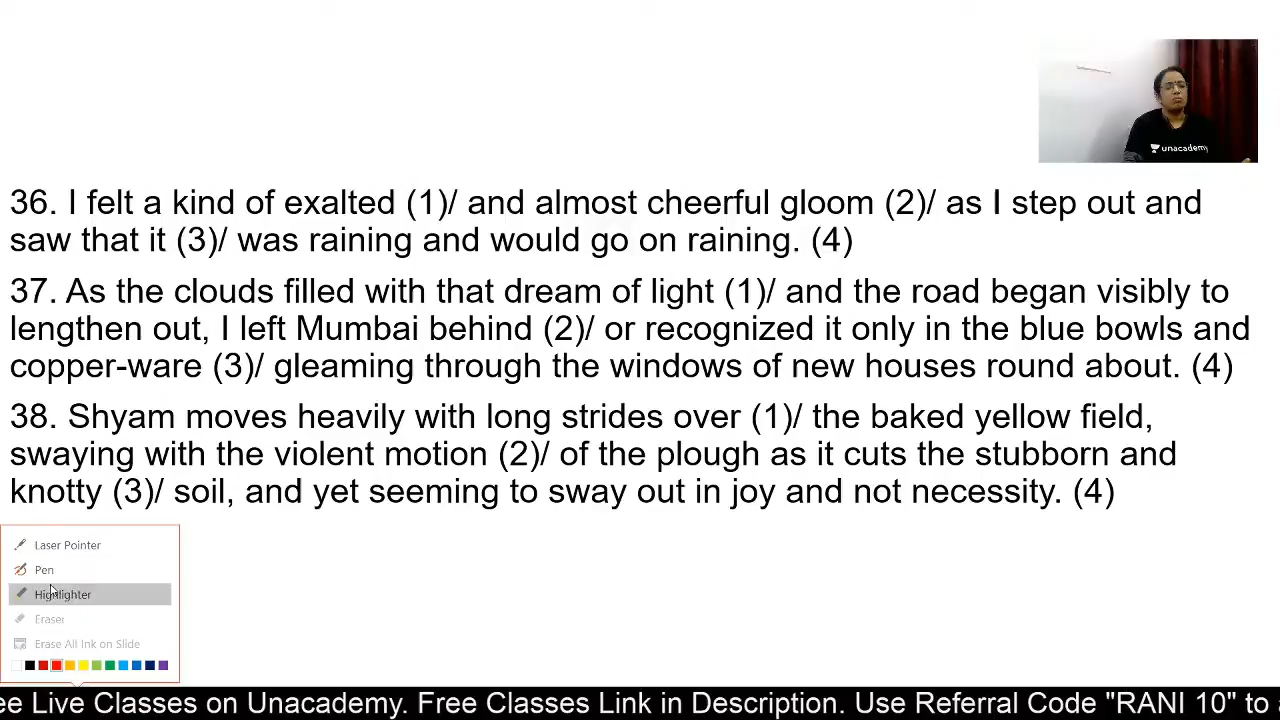 unacademy
36. I felt a kind of exalted (1)/ and almost cheerful gloom (2)/ as I step out and
saw that it (3)/ was raining and would go on raining. (4)
37. As the clouds filled with that dream of light (1)/ and the road began visibly to
lengthen out, I left Mumbai behind (2)/ or recognized it only in the blue bowls and
copper-ware (3)/ gleaming through the windows of new houses round about. (4)
38. Shyam moves heavily with long strides over (1)/ the baked yellow field,
swaying with the violent motion (2)/ of the plough as it cuts the stubborn and
knotty (3)/ soil, and yet seeming to sway out in joy and not necessity. (4)
Laser Pointer
Pen
Highlighter
Eraser
Erase All Ink on Slide
ee Live Classes on Unacademy. Free Classes Link in Description. Use Referral Code "RANI 10" to